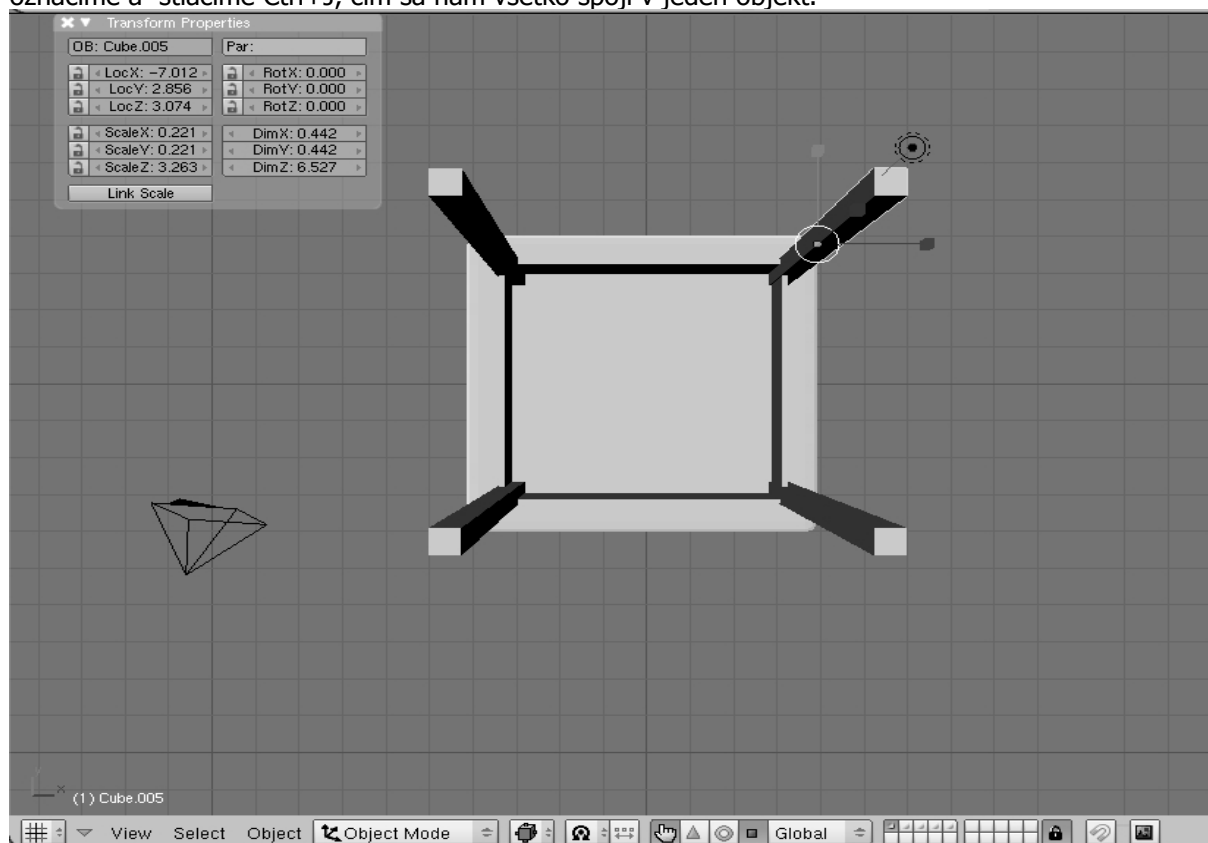 označíme a stlačíme Ctrl+J, čím sa nám všetko spojí v jeden objekt.
Transform Properties
OB: Cube.005 Par:
LocX: -7.012 RotX: 0.000
LocY: 2.856 RotY: 0.000
LocZ: 3.074 RotZ: 0.000
ScaleX: 0.221 DimX: 0.442
ScaleY: 0.221 DimY: 0.442
ScaleZ: 3.263 DimZ: 6.527
Link Scale
x
(1) Cube.005
View Select Object Object Mode Global